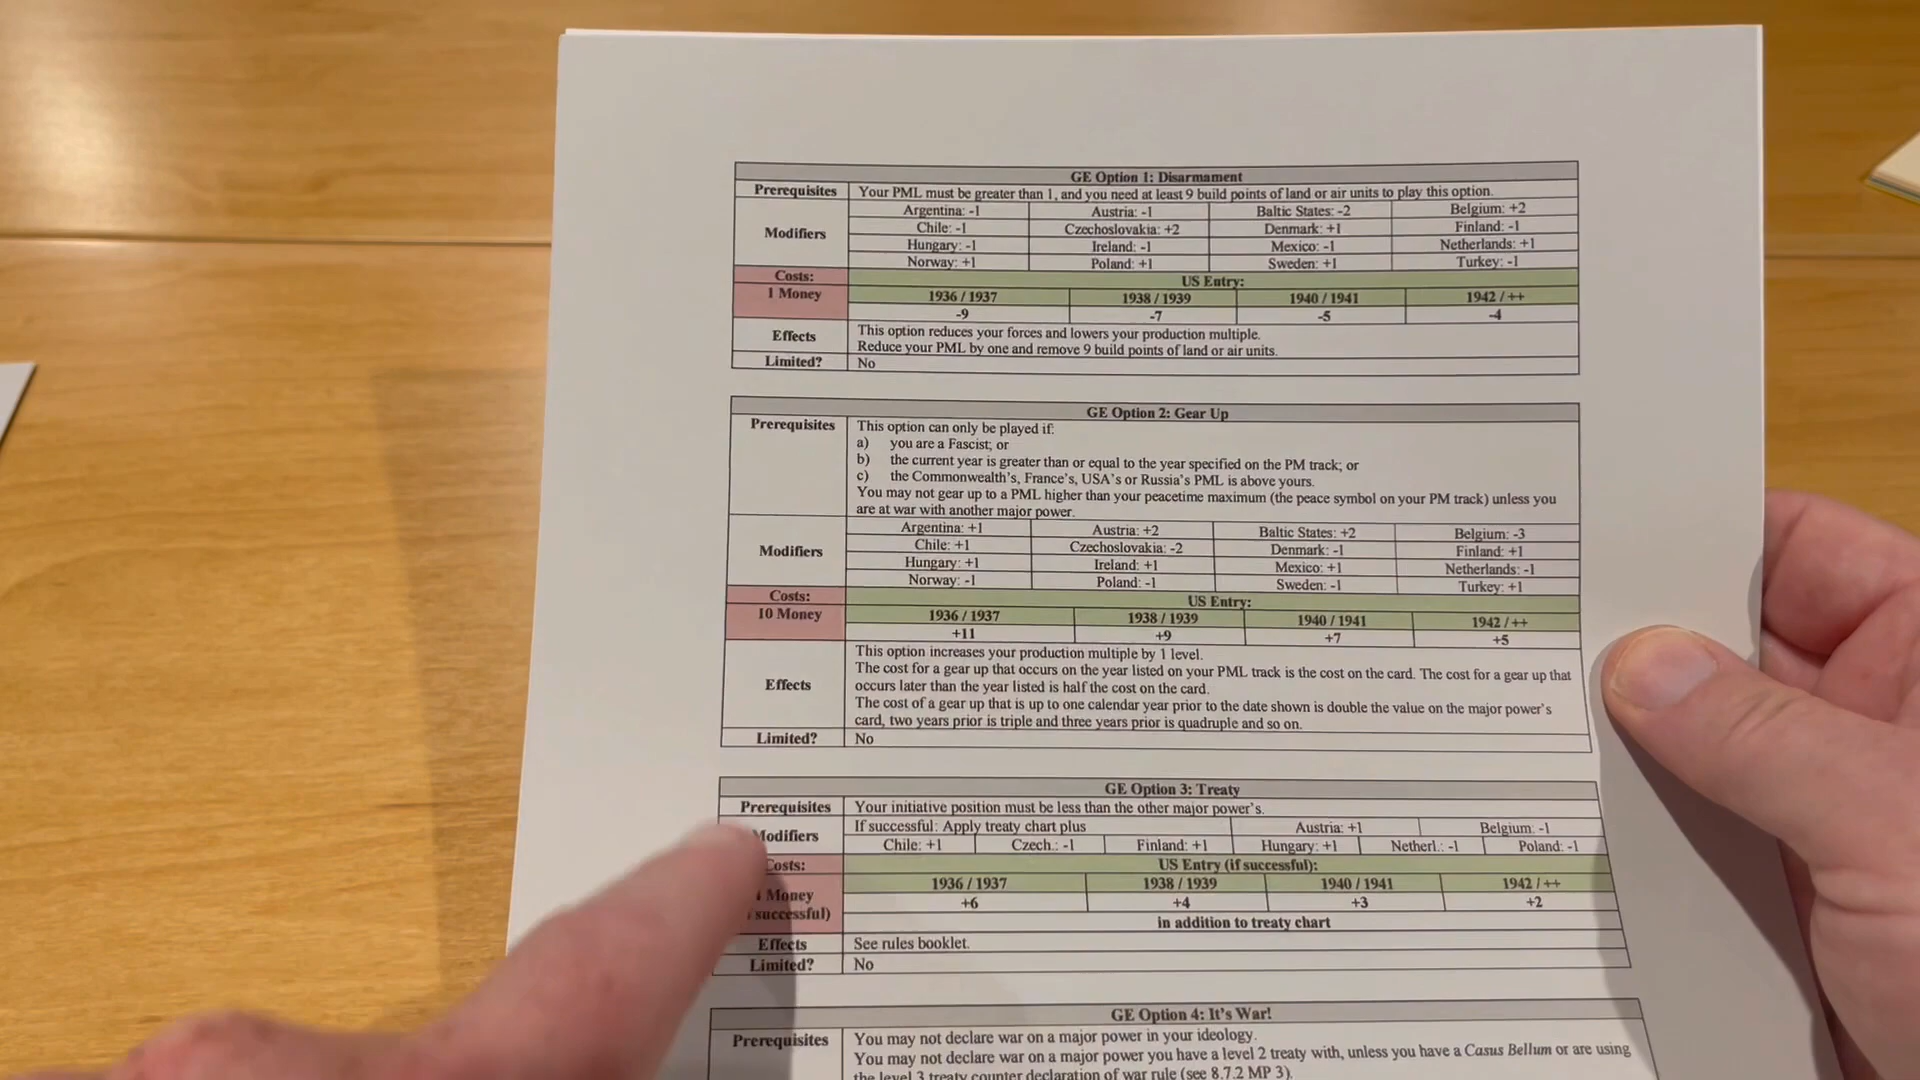 GE Option 1: Disarmament
Prerequisites Your PML must be greater than 1, and you need at least 9 build points of land or air units to play this option.
Modifiers
Argentina: -1 Austria: -1 Baltic States: -2 Belgium: +2
Chile: -1 Czechoslovakia: +2 Denmark: +1 Finland: -1
Hungary: -1 Ireland: -1 Mexico: -1 Netherlands: +1
Norway: +1 Poland: +1 Sweden: +1 Turkey: -1
Costs: US Entry:
1 Money 1936 / 1937 1938 / 1939 1940 / 1941 1942 / ++
-9 -7 -5 -4
Effects This option reduces your forces and lowers your production multiple.
Reduce your PML by one and remove 9 build points of land or air units.
Limited? No
GE Option 2: Gear Up
Prerequisites This option can only be played if:
a) you are a Fascist; or
b) the current year is greater than or equal to the year specified on the PM track; or
c) the Commonwealth's, France's, USA's or Russia's PML is above yours.
You may not gear up to a PML higher than your peacetime maximum (the peace symbol on your PM track) unless you
are at war with another major power.
Modifiers
Argentina: +1 Austria: +2 Baltic States: +2 Belgium: -3
Chile: +1 Czechoslovakia: -2 Denmark: -1 Finland: +1
Hungary: +1 Ireland: +1 Mexico: +1 Netherlands: -1
Norway: -1 Poland: -1 Sweden: -1 Turkey: +1
Costs: US Entry:
10 Money 1936 / 1937 1938 / 1939 1940 / 1941 1942 / ++
+11 +9 +7 +5
Effects
This option increases your production multiple by 1 level.
The cost for a gear up that occurs on the year listed on your PML track is the cost on the card. The cost for a gear up that
occurs later than the year listed is half the cost on the card.
The cost of a gear up that is up to one calendar year prior to the date shown is double the value on the major power's
card, two years prior is triple and three years prior is quadruple and so on.
Limited? No
GE Option 3: Treaty
Prerequisites Your initiative position must be less than the other major power's.
Modifiers If successful: Apply treaty chart plus Austria: +1 Belgium: -1
Chile: +1 Czech.: -1 Finland: +1 Hungary: +1 Netherl.: -1 Poland: -1
Costs: US Entry (if successful):
Money 1936 / 1937 1938 / 1939 1940 / 1941 1942 / ++
successful) +6 +4 +3 +2
in addition to treaty chart
Effects See rules booklet.
Limited? No
GE Option 4: It's War!
Prerequisites You may not declare war on a major power in your ideology.
You may not declare war on a major power you have a level 2 treaty with, unless you have a Casus Bellum or are using
the level 3 treaty counter declaration of war rule (see 8.7.2 MP 3).